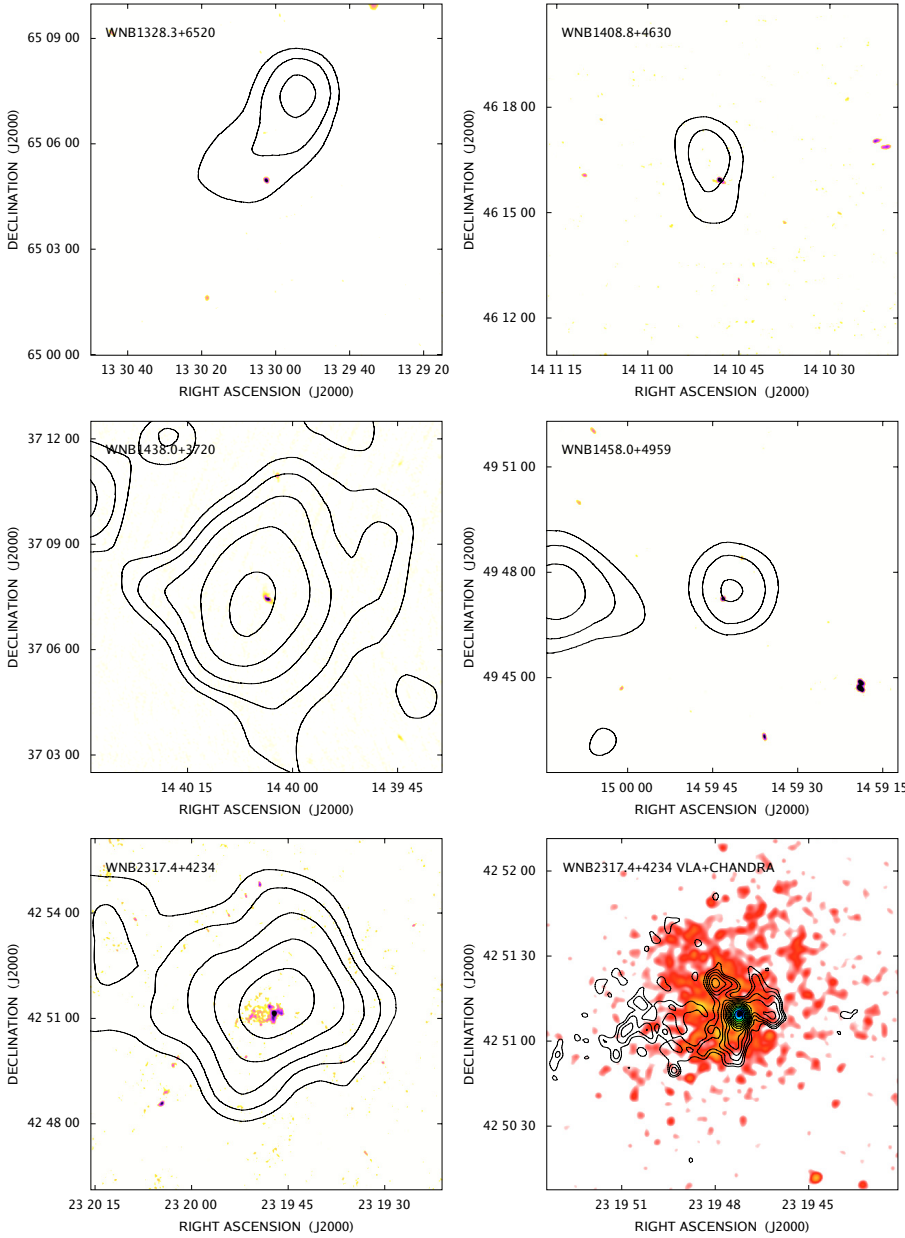 WNB1328.3+6520
65 09 00
65 06 00
65 03 00
65 00 00
DECLINATION (J2000)
13 30 40
13 30 20
13 30 00
13 29 40
13 29 20
RIGHT ASCENSION (J2000)
WNB1408.8+4630
46 18 00
46 15 00
46 12 00
DECLINATION (J2000)
14 11 15
14 11 00
14 10 45
14 10 30
RIGHT ASCENSION (J2000)
WNB1438.0+3720
37 12 00
37 09 00
37 06 00
37 03 00
DECLINATION (J2000)
14 40 15
14 40 00
14 39 45
RIGHT ASCENSION (J2000)
WNB1458.0+4959
49 51 00
49 48 00
49 45 00
DECLINATION (J2000)
15 00 00
14 59 45
14 59 30
14 59 15
RIGHT ASCENSION (J2000)
WNB2317.4+4234
42 54 00
42 51 00
42 48 00
DECLINATION (J2000)
23 20 15
23 20 00
23 19 45
23 19 30
RIGHT ASCENSION (J2000)
WNB2317.4+4234 VLA+CHANDRA
42 52 00
42 51 30
42 51 00
42 50 30
DECLINATION (J2000)
23 19 51
23 19 48
23 19 45
RIGHT ASCENSION (J2000)